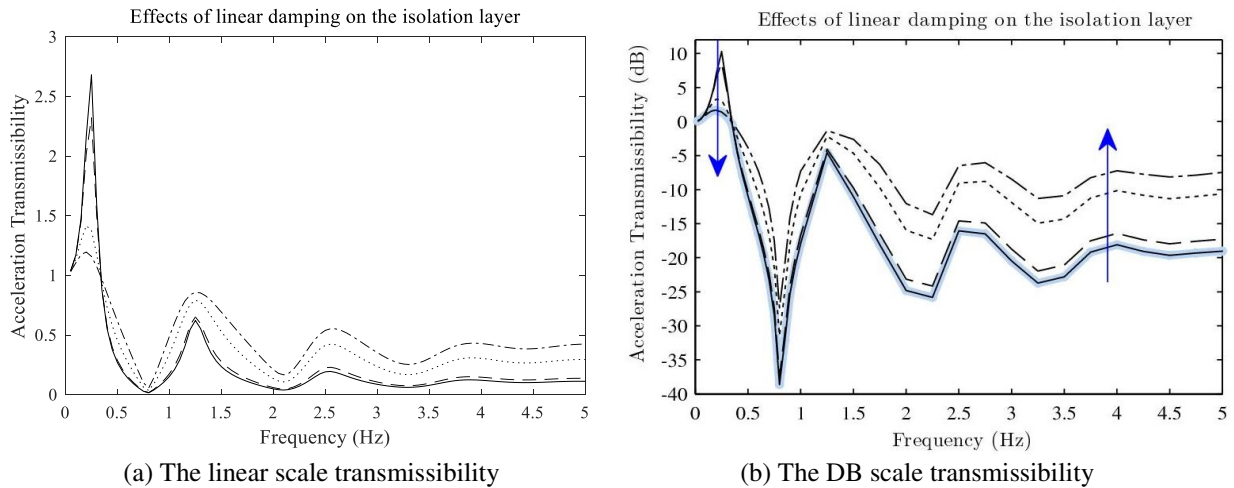 Effects of linear damping on the isolation layer
Acceleration Transmissibility
3
2.5
2
1.5
1
0.5
0
0 0.5 1 1.5 2 2.5 3 3.5 4 4.5 5
Frequency (Hz)
(a) The linear scale transmissibility
Effects of linear damping on the isolation layer
Acceleration Transmissibility (dB)
10
5
0
-5
-10
-15
-20
-25
-30
-35
-40
0 0.5 1 1.5 2 2.5 3 3.5 4 4.5 5
Frequency (Hz)
(b) The DB scale transmissibility